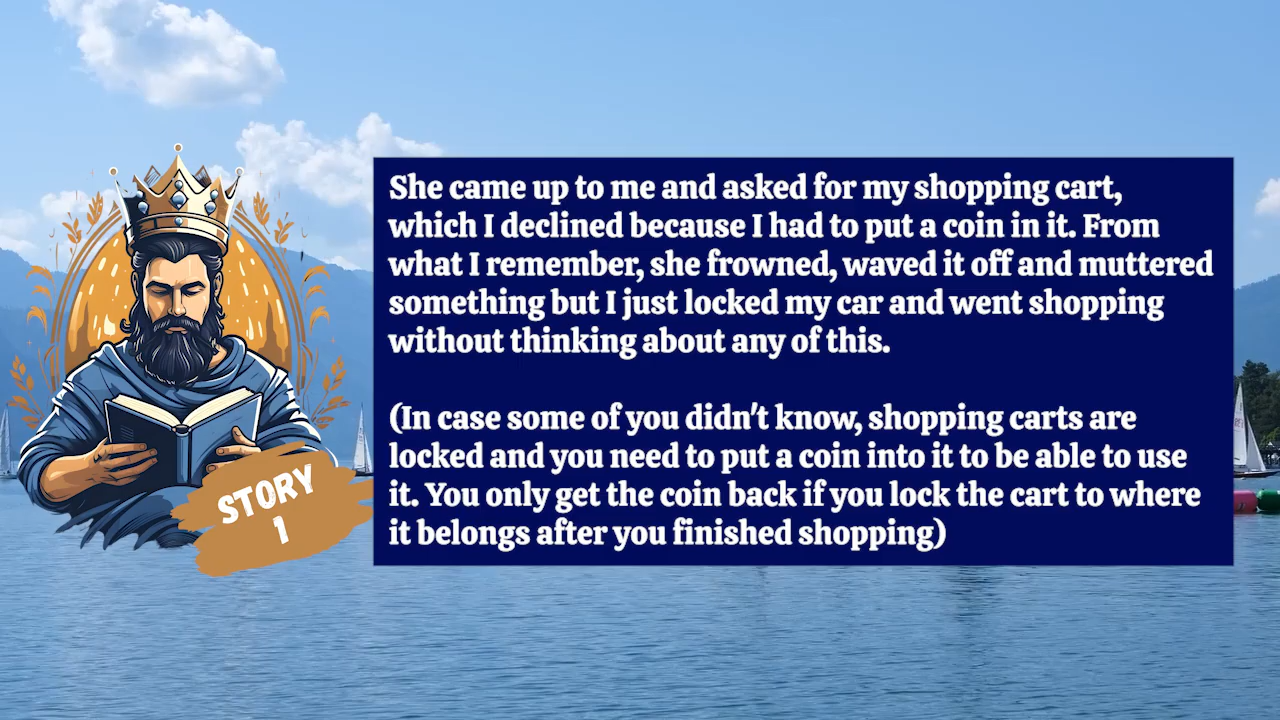 She came up to me and asked for my shopping cart,
which I declined because I had to put a coin in it. From
what I remember, she frowned, waved it off and muttered
something but I just locked my car and went shopping
without thinking about any of this.
(In case some of you didn't know, shopping carts are
locked and you need to put a coin into it to be able to use
it. You only get the coin back if you lock the cart to where
it belongs after you finished shopping)
STORY
1